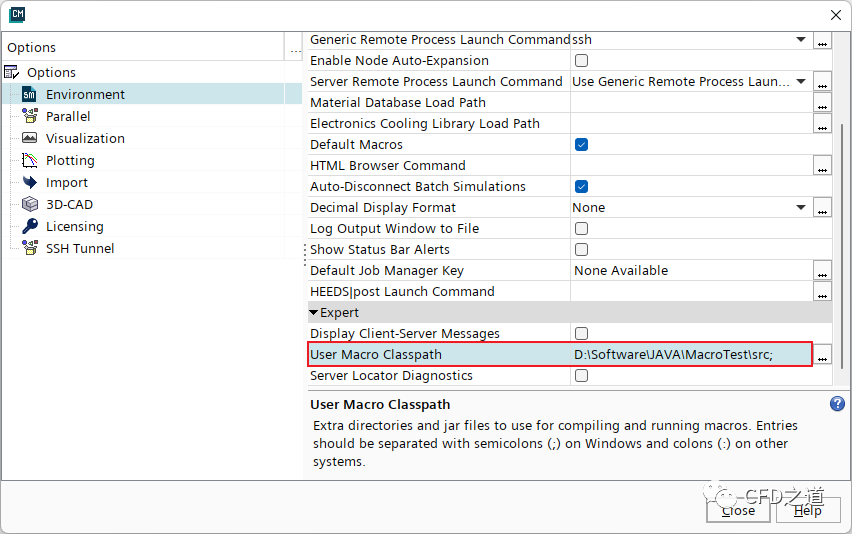 CM
Options
...
Options
Environment
Parallel
Visualization
Plotting
Import
3D-CAD
Licensing
SSH Tunnel
Generic Remote Process Launch Command ssh ...
Enable Node Auto-Expansion
Server Remote Process Launch Command Use Generic Remote Process Laun... ...
Material Database Load Path ...
Electronics Cooling Library Load Path ...
Default Macros
HTML Browser Command ...
Auto-Disconnect Batch Simulations
Decimal Display Format None ...
Log Output Window to File
Show Status Bar Alerts
Default Job Manager Key None Available ...
HEEDS|post Launch Command ...
Expert
Display Client-Server Messages
User Macro Classpath D:\Software\JAVA\MacroTest\src; ...
Server Locator Diagnostics
User Macro Classpath
Extra directories and jar files to use for compiling and running macros. Entries
should be separated with semicolons (;) on Windows and colons (:) on other
systems.
CFD之道
Close Help